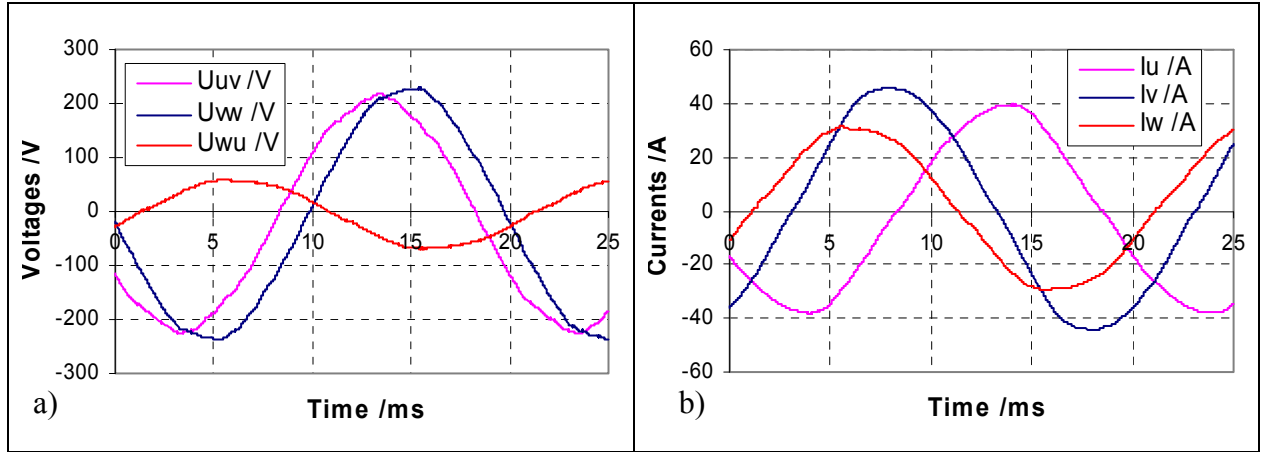 300
200
100
0
-100
-200
-300
Voltages /V
Uuv /V
Uvw /V
Uwu /V
0
5
10
15
20
25
Time /ms
a)
60
40
20
0
-20
-40
-60
Currents /A
Iu /A
Iv /A
Iw /A
0
5
10
15
20
25
Time /ms
b)